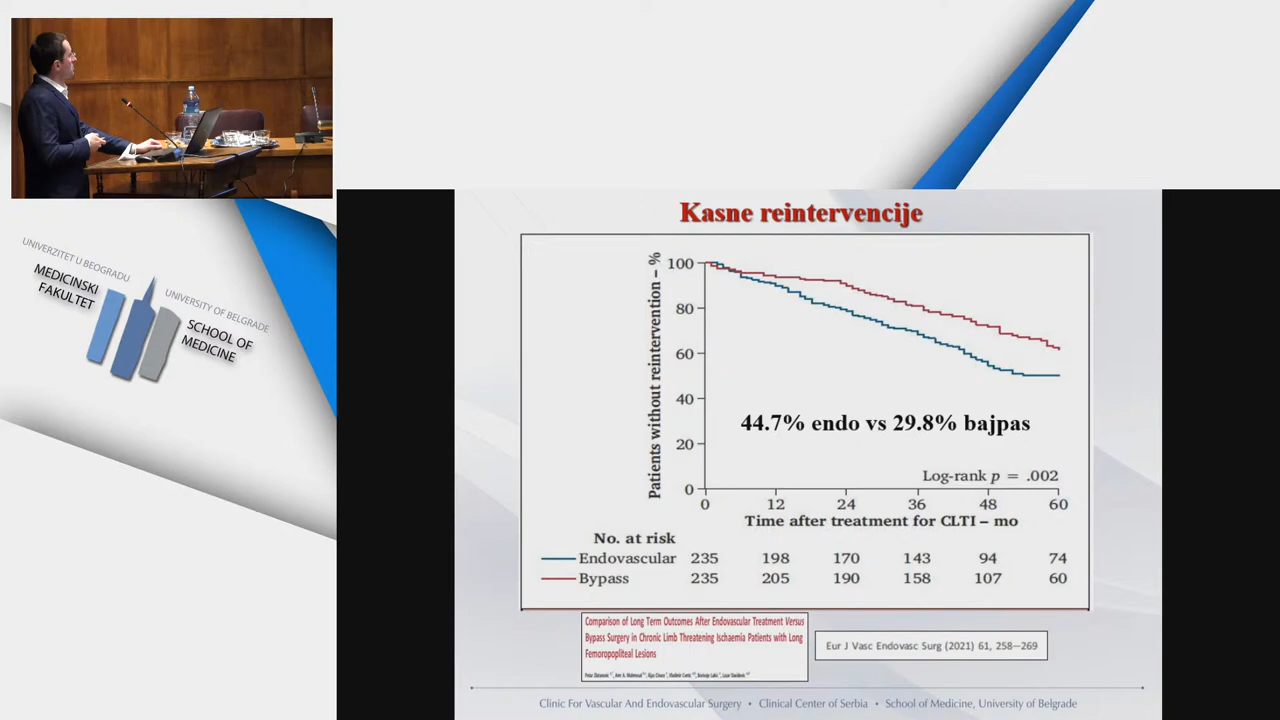 UNIVERZITET U BEOGRADU
MEDICINSKI
FAKULTET
UNIVERSITY OF BELGRADE
SCHOOL OF
MEDICINE
Kasne reintervencije
Patients without reintervention – %
100
80
60
40
20
0
44.7% endo vs 29.8% bajpas
Log-rank p = .002
0 12 24 36 48 60
Time after treatment for CLTI – mo
No. at risk
Endovascular 235 198 170 143 94 74
Bypass 235 205 190 158 107 60
Comparison of Long Term Outcomes After Endovascular Treatment Versus
Bypass Surgery in Chronic Limb Threatening Ischaemia Patients with Long
Femoropopliteal Lesions
Eur J Vasc Endovasc Surg (2021) 61, 258–269
Clinic For Vascular And Endovascular Surgery • Clinical Center of Serbia • School of Medicine, University of Belgrade